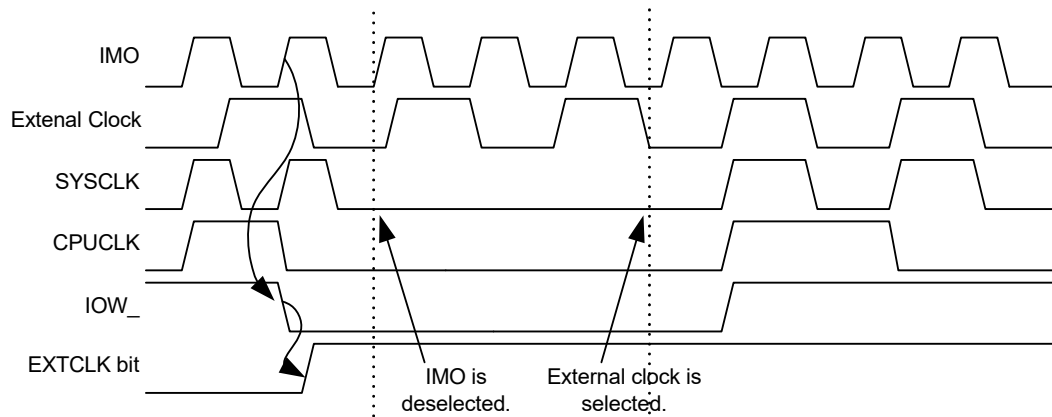 IMO
Extenal Clock
SYSCLK
CPUCLK
IOW_
EXTCLK bit
IMO is
deselected.
External clock is
selected.